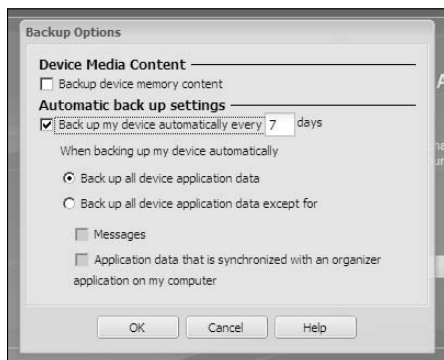 Backup Options
Device Media Content
Backup device memory content
Automatic back up settings
Back up my device automatically every 7 days
When backing up my device automatically
Back up all device application data
Back up all device application data except for
Messages
Application data that is synchronized with an organizer
application on my computer
OK Cancel Help